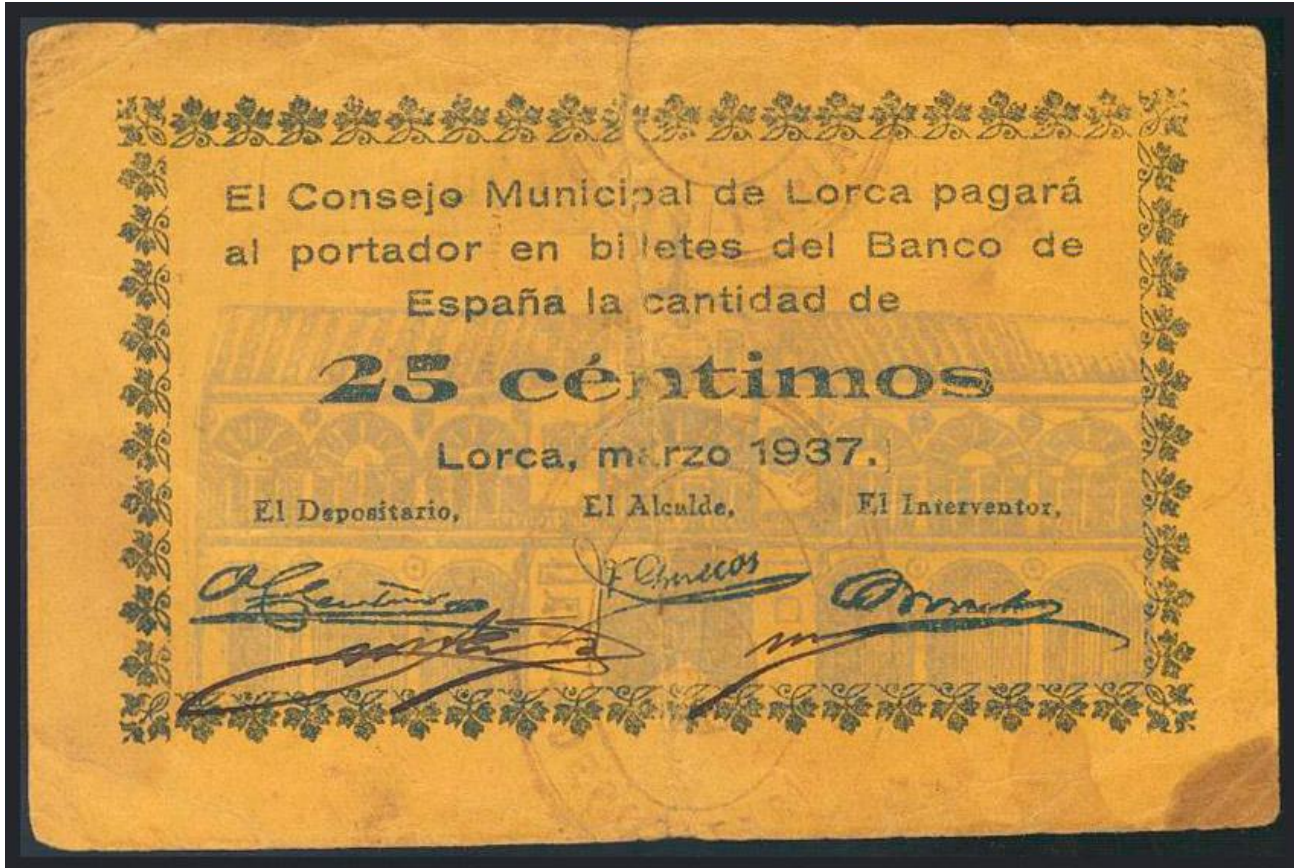 El Consejo Municipal de Lorca pagará
al portador en billetes del Banco de
España la cantidad de
25 céntimos
Lorca, marzo 1937.
El Depositario, El Alcalde, El Interventor,